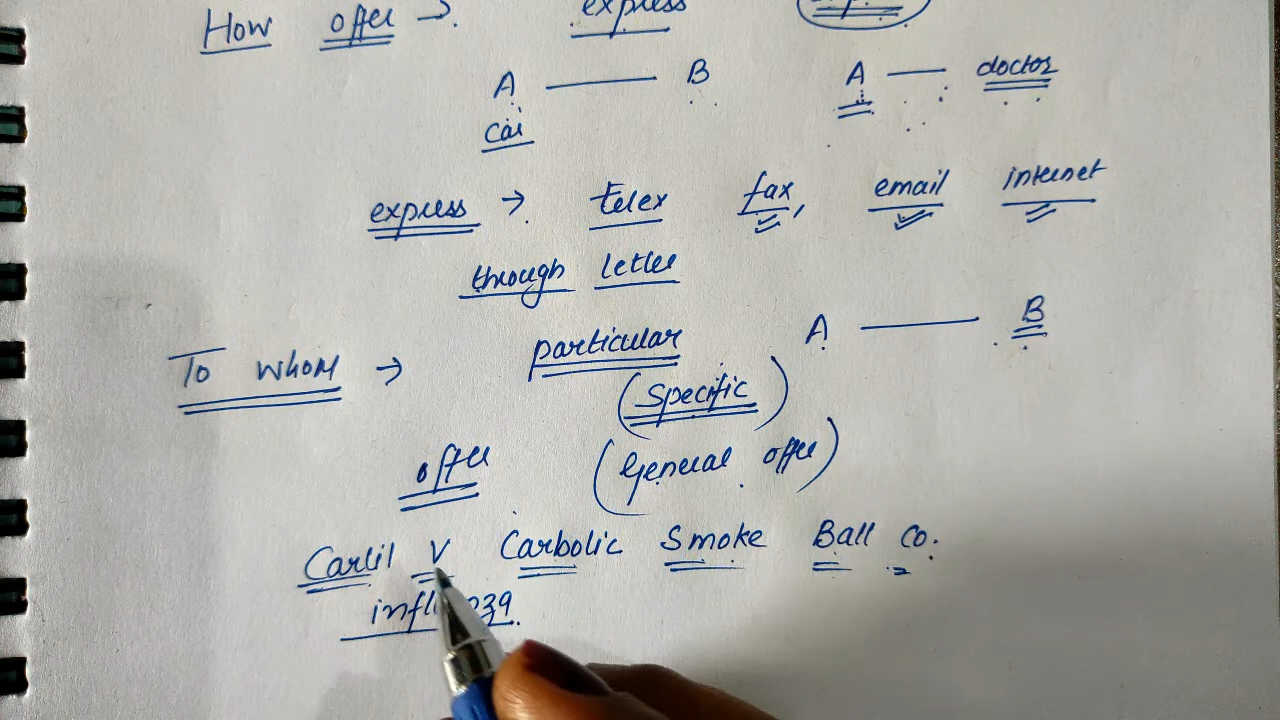 How offer → express
A — B A — doctor
car
express → telex fax, email internet
through letter
To whom → particular A — B
(Specific)
offer (General offer)
Carlil V Carbolic Smoke Ball Co.